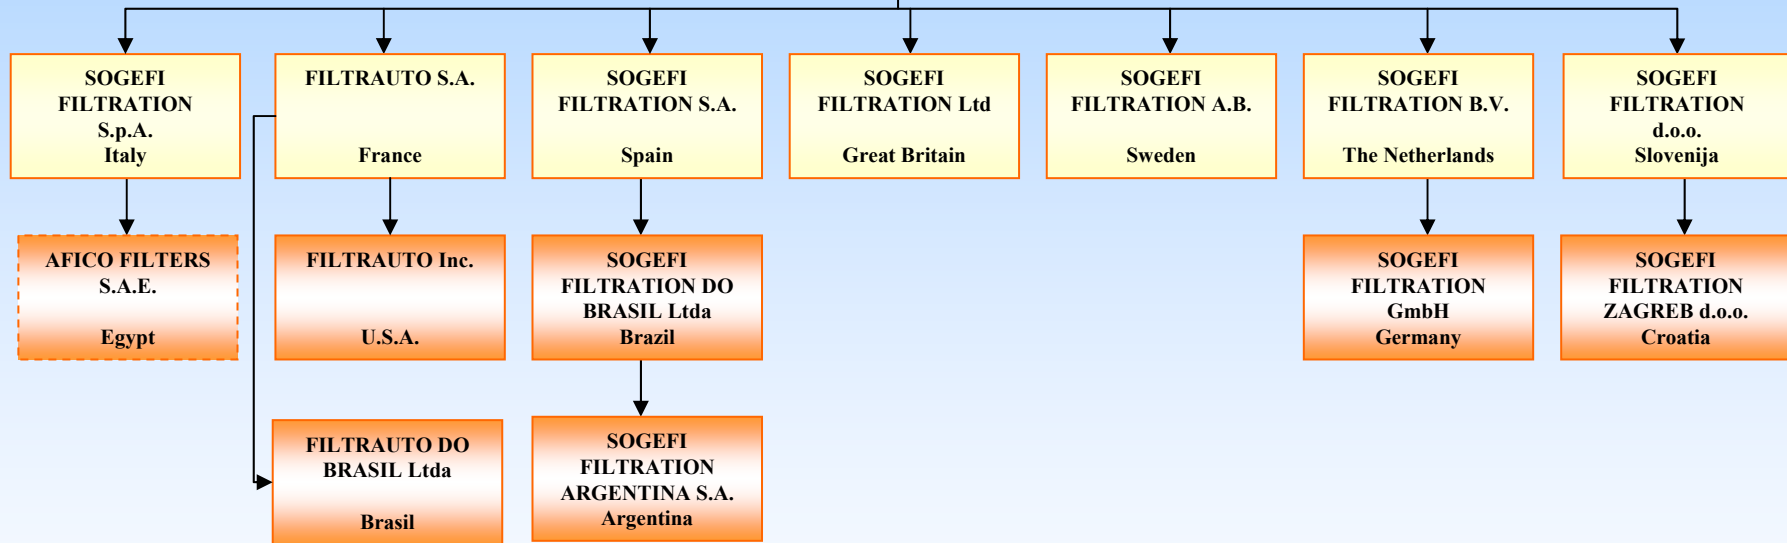 SOGEFI
FILTRATION
S.p.A.
Italy
FILTRAUTO S.A.
France
SOGEFI
FILTRATION S.A.
Spain
SOGEFI
FILTRATION Ltd
Great Britain
SOGEFI
FILTRATION A.B.
Sweden
SOGEFI
FILTRATION B.V.
The Netherlands
SOGEFI
FILTRATION
d.o.o.
Slovenija
AFICO FILTERS
S.A.E.
Egypt
FILTRAUTO Inc.
U.S.A.
SOGEFI
FILTRATION DO
BRASIL Ltda
Brazil
SOGEFI
FILTRATION
GmbH
Germany
SOGEFI
FILTRATION
ZAGREB d.o.o.
Croatia
FILTRAUTO DO
BRASIL Ltda
Brasil
SOGEFI
FILTRATION
ARGENTINA S.A.
Argentina